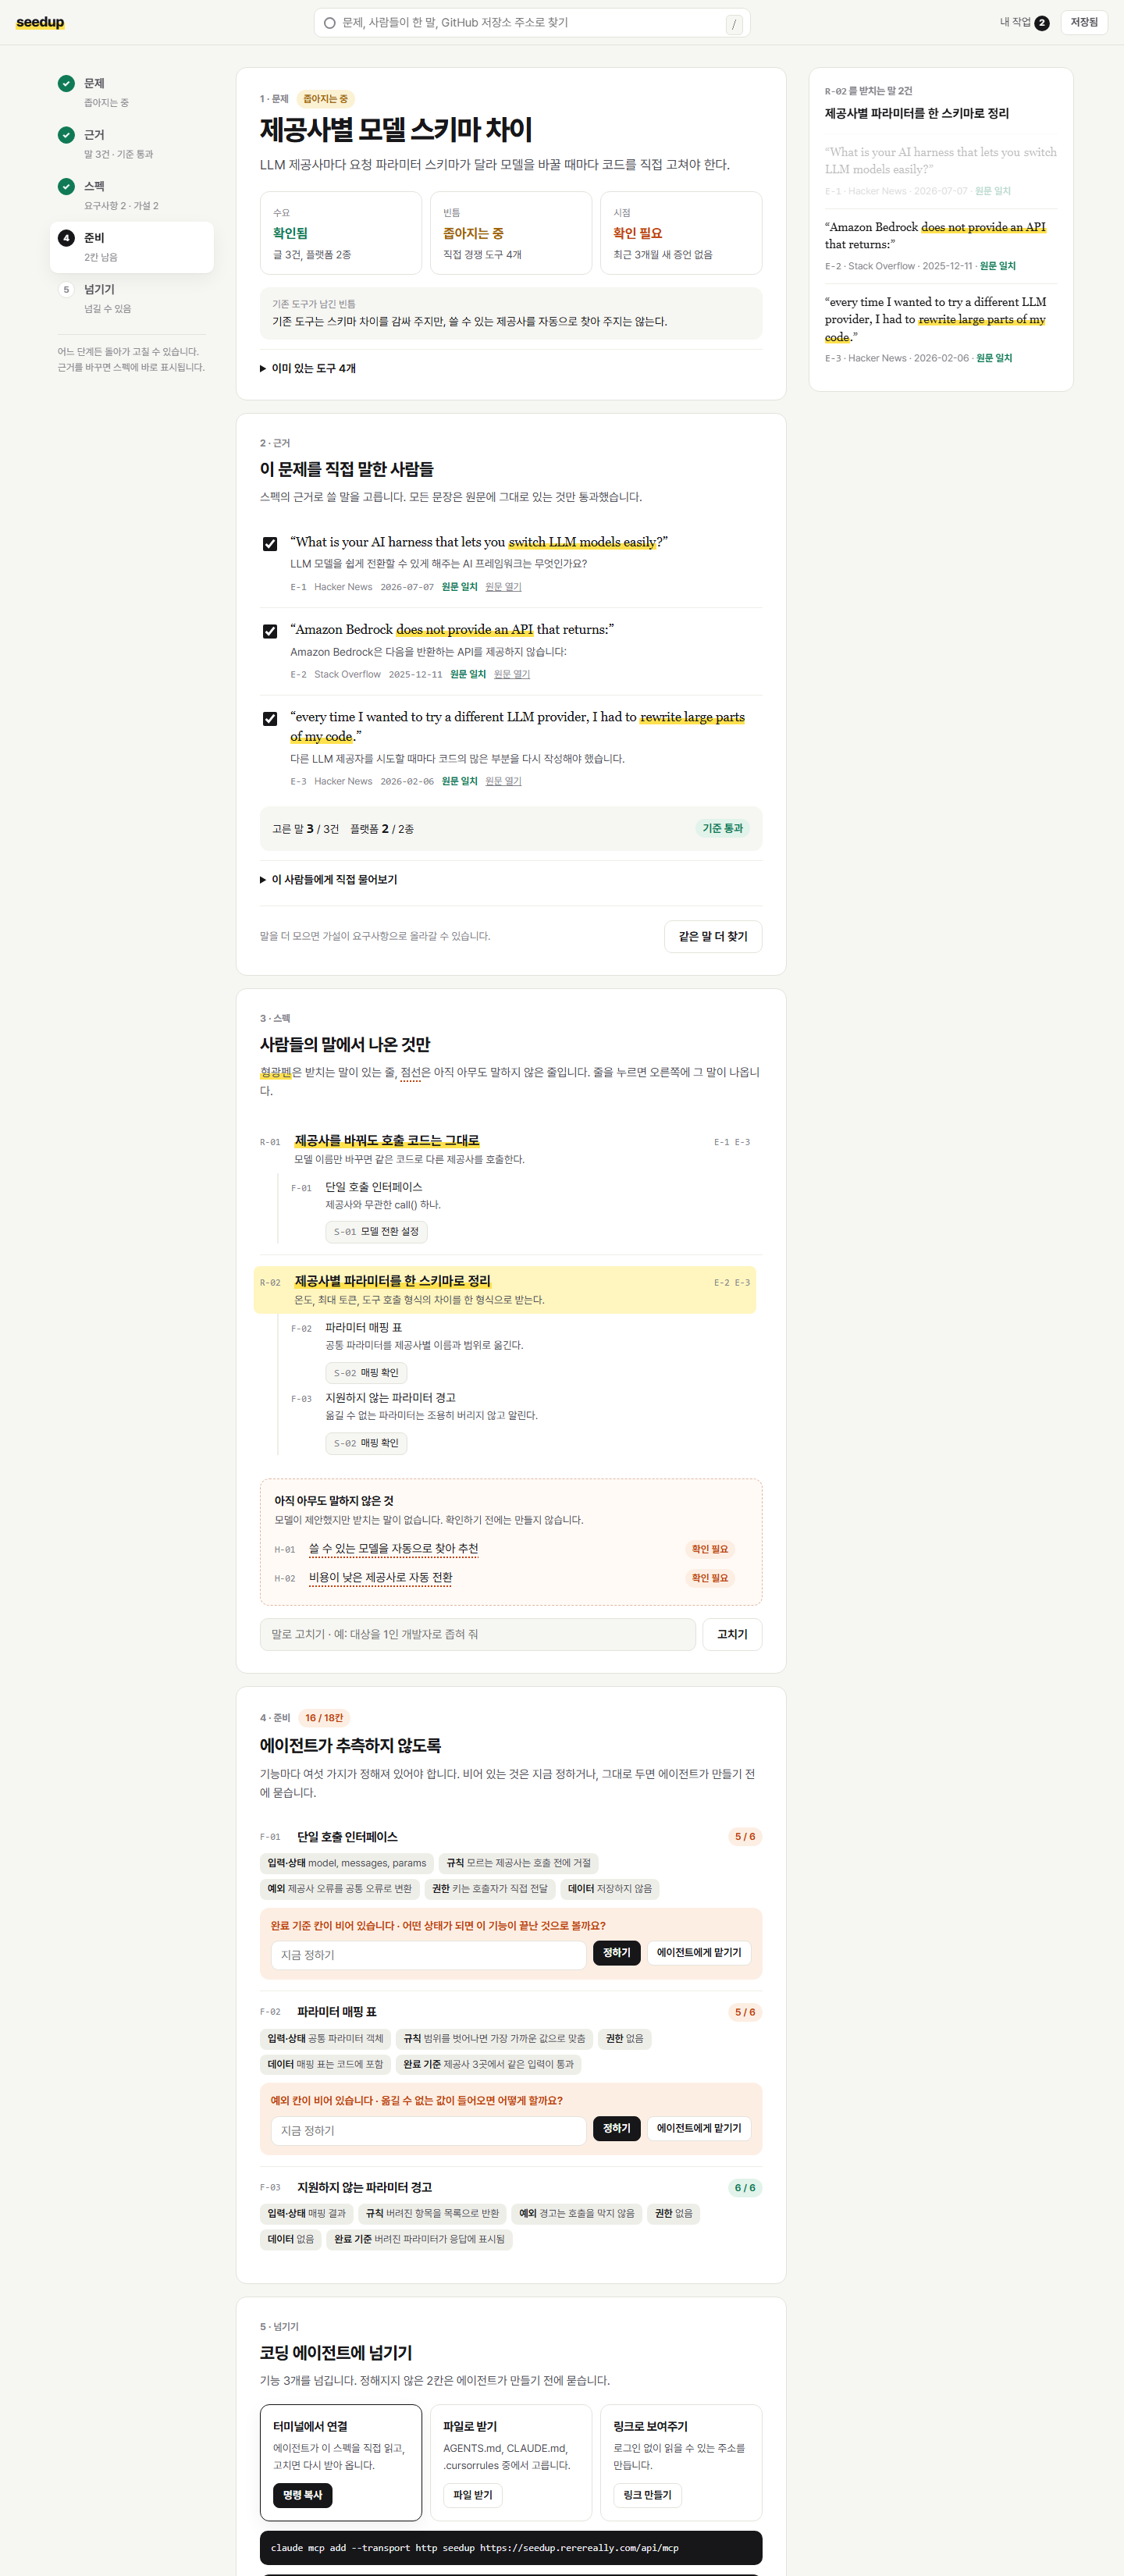 seedup
문제, 사람들이 한 말, GitHub 저장소 주소로 찾기
/
내 작업 2
저장됨
문제
좁아지는 중
근거
말 3건 · 기준 통과
스펙
요구사항 2 · 가설 2
4 준비
2칸 남음
5 넘기기
넘길 수 있음
어느 단계든 돌아가 고칠 수 있습니다.
근거를 바꾸면 스펙에 바로 표시됩니다.
1 · 문제 좁아지는 중
제공사별 모델 스키마 차이
LLM 제공사마다 요청 파라미터 스키마가 달라 모델을 바꿀 때마다 코드를 직접 고쳐야 한다.
수요
확인됨
글 3건, 플랫폼 2종
빈틈
좁아지는 중
직접 경쟁 도구 4개
시점
확인 필요
최근 3개월 새 증언 없음
기존 도구가 남긴 빈틈
기존 도구는 스키마 차이를 감싸 주지만, 쓸 수 있는 제공사를 자동으로 찾아 주지는 않는다.
▶ 이미 있는 도구 4개
R-02 를 받치는 말 2건
제공사별 파라미터를 한 스키마로 정리
“What is your AI harness that lets you switch
LLM models easily?”
E-1 · Hacker News · 2026-07-07 · 원문 일치
“Amazon Bedrock does not provide an API
that returns:”
E-2 · Stack Overflow · 2025-12-11 · 원문 일치
“every time I wanted to try a different LLM
provider, I had to rewrite large parts of my
code.”
E-3 · Hacker News · 2026-02-06 · 원문 일치
2 · 근거
이 문제를 직접 말한 사람들
스펙의 근거로 쓸 말을 고릅니다. 모든 문장은 원문에 그대로 있는 것만 통과했습니다.
“What is your AI harness that lets you switch LLM models easily?”
LLM 모델을 쉽게 전환할 수 있게 해주는 AI 프레임워크는 무엇인가요?
E-1 Hacker News 2026-07-07 원문 일치 원문 열기
“Amazon Bedrock does not provide an API that returns:”
Amazon Bedrock은 다음을 반환하는 API를 제공하지 않습니다:
E-2 Stack Overflow 2025-12-11 원문 일치 원문 열기
“every time I wanted to try a different LLM provider, I had to rewrite large parts
of my code.”
다른 LLM 제공자를 시도할 때마다 코드의 많은 부분을 다시 작성해야 했습니다.
E-3 Hacker News 2026-02-06 원문 일치 원문 열기
고른 말 3 / 3건 플랫폼 2 / 2종 기준 통과
▶ 이 사람들에게 직접 물어보기
말을 더 모으면 가설이 요구사항으로 올라갈 수 있습니다.
같은 말 더 찾기
3 · 스펙
사람들의 말에서 나온 것만
형광펜은 받치는 말이 있는 줄, 점선은 아직 아무도 말하지 않은 줄입니다. 줄을 누르면 오른쪽에 그 말이 나옵니
다.
R-01 제공사를 바꿔도 호출 코드는 그대로 E-1 E-3
모델 이름만 바꾸면 같은 코드로 다른 제공사를 호출한다.
F-01 단일 호출 인터페이스
제공사와 무관한 call() 하나.
S-01 모델 전환 설정
R-02 제공사별 파라미터를 한 스키마로 정리 E-2 E-3
온도, 최대 토큰, 도구 호출 형식의 차이를 한 형식으로 받는다.
F-02 파라미터 매핑 표
공통 파라미터를 제공사별 이름과 범위로 옮긴다.
S-02 매핑 확인
F-03 지원하지 않는 파라미터 경고
옮길 수 없는 파라미터는 조용히 버리지 않고 알린다.
S-02 매핑 확인
아직 아무도 말하지 않은 것
모델이 제안했지만 받치는 말이 없습니다. 확인하기 전에는 만들지 않습니다.
H-01 쓸 수 있는 모델을 자동으로 찾아 추천 확인 필요
H-02 비용이 낮은 제공사로 자동 전환 확인 필요
말로 고치기 · 예: 대상을 1인 개발자로 좁혀 줘
고치기
4 · 준비 16 / 18칸
에이전트가 추측하지 않도록
기능마다 여섯 가지가 정해져 있어야 합니다. 비어 있는 것은 지금 정하거나, 그대로 두면 에이전트가 만들기 전
에 묻습니다.
F-01 단일 호출 인터페이스 5 / 6
입력·상태 model, messages, params 규칙 모르는 제공사는 호출 전에 거절
예외 제공사 오류를 공통 오류로 변환 권한 키는 호출자가 직접 전달 데이터 저장하지 않음
완료 기준 칸이 비어 있습니다 · 어떤 상태가 되면 이 기능이 끝난 것으로 볼까요?
지금 정하기 정하기 에이전트에게 맡기기
F-02 파라미터 매핑 표 5 / 6
입력·상태 공통 파라미터 객체 규칙 범위를 벗어나면 가장 가까운 값으로 맞춤 권한 없음
데이터 매핑 표는 코드에 포함 완료 기준 제공사 3곳에서 같은 입력이 통과
예외 칸이 비어 있습니다 · 옮길 수 없는 값이 들어오면 어떻게 할까요?
지금 정하기 정하기 에이전트에게 맡기기
F-03 지원하지 않는 파라미터 경고 6 / 6
입력·상태 매핑 결과 규칙 버려진 항목을 목록으로 반환 예외 경고는 호출을 막지 않음 권한 없음
데이터 없음 완료 기준 버려진 파라미터가 응답에 표시됨
5 · 넘기기
코딩 에이전트에 넘기기
기능 3개를 넘깁니다. 정해지지 않은 2칸은 에이전트가 만들기 전에 묻습니다.
터미널에서 연결
에이전트가 이 스펙을 직접 읽고,
고치면 다시 받아 옵니다.
명령 복사
파일로 받기
AGENTS.md, CLAUDE.md,
.cursorrules 중에서 고릅니다.
파일 받기
링크로 보여주기
로그인 없이 읽을 수 있는 주소를
만듭니다.
링크 만들기
claude mcp add --transport http seedup https://seedup.rerereally.com/api/mcp